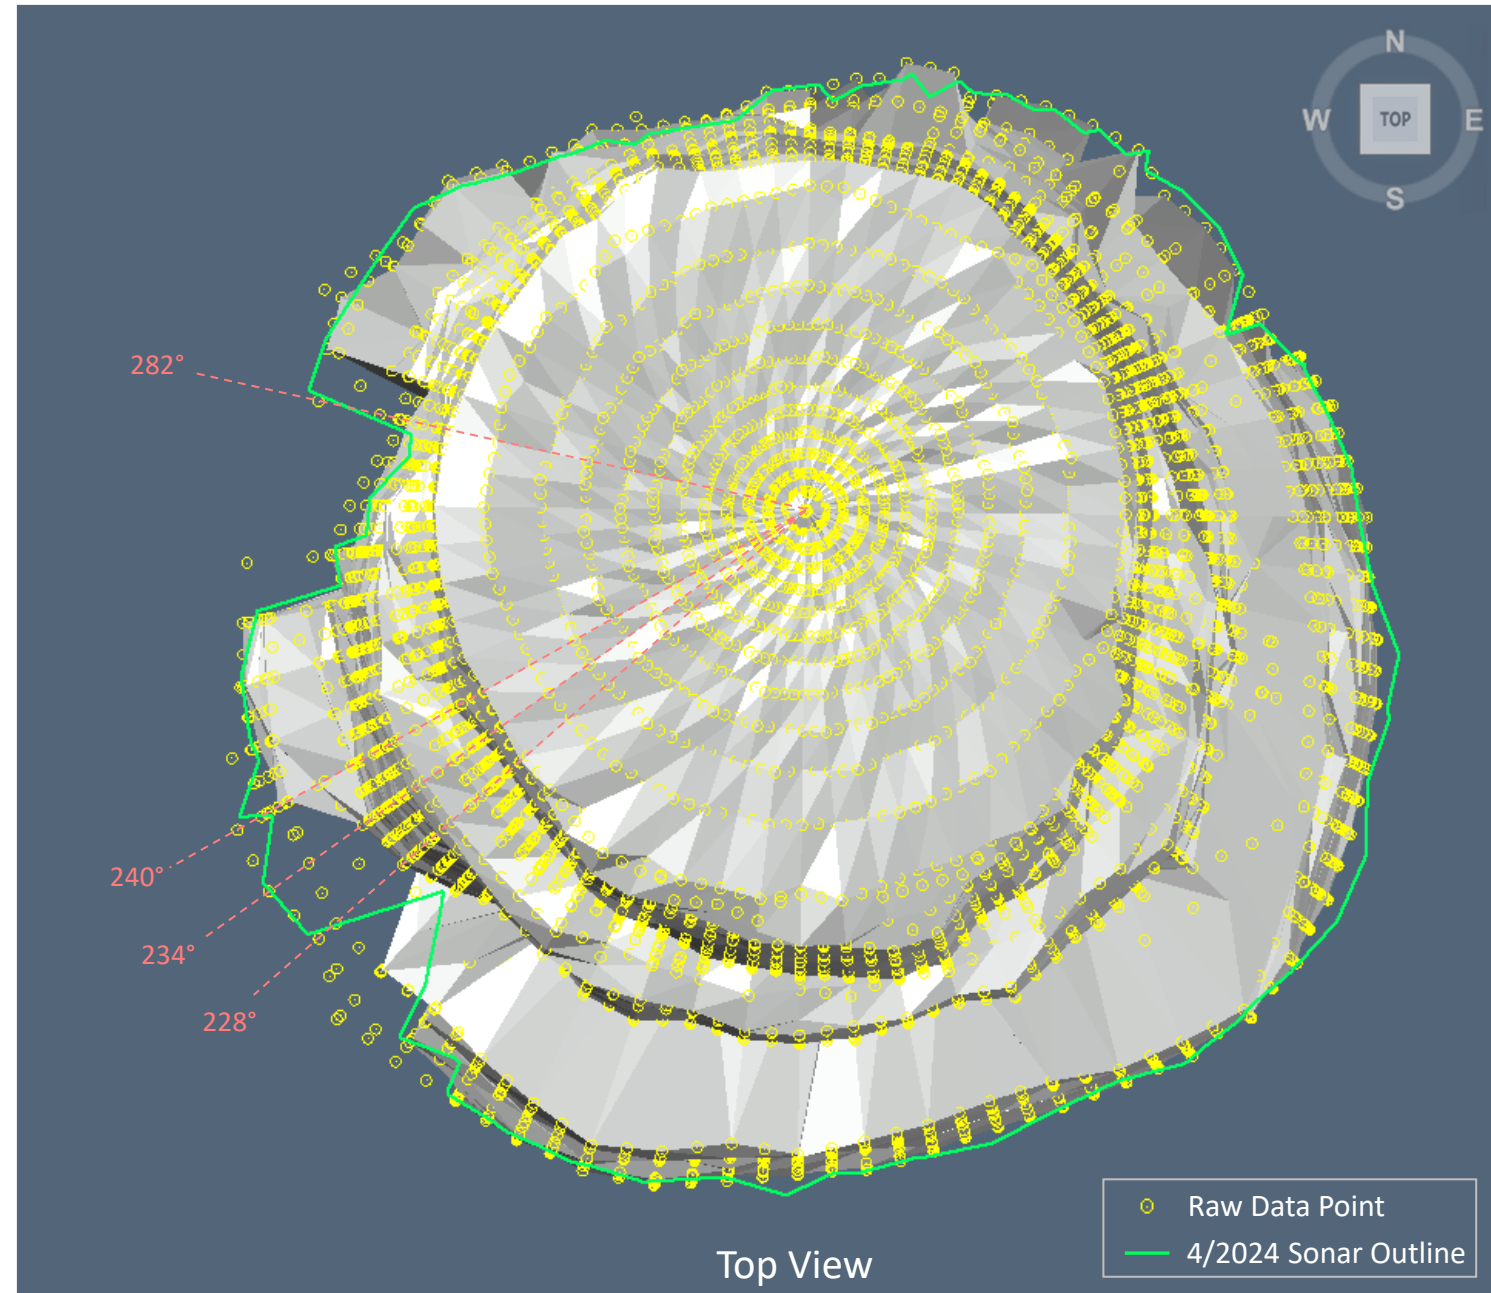 N
W TOP E
S
282°
240°
234°
228°
Raw Data Point
4/2024 Sonar Outline
Top View